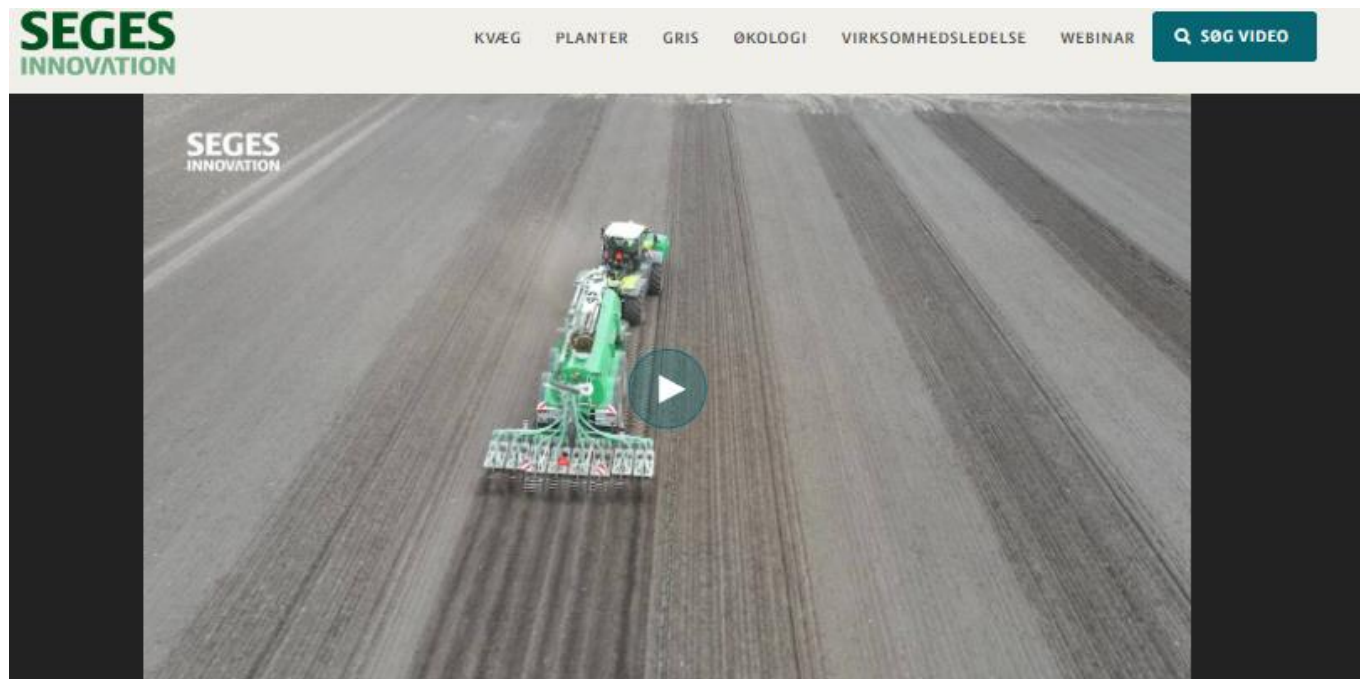 SEGES
INNOVATION
KVÆG PLANTER GRIS ØKOLOGI VIRKSOMHEDSLEDELSE WEBINAR SØG VIDEO
SEGES
INNOVATION